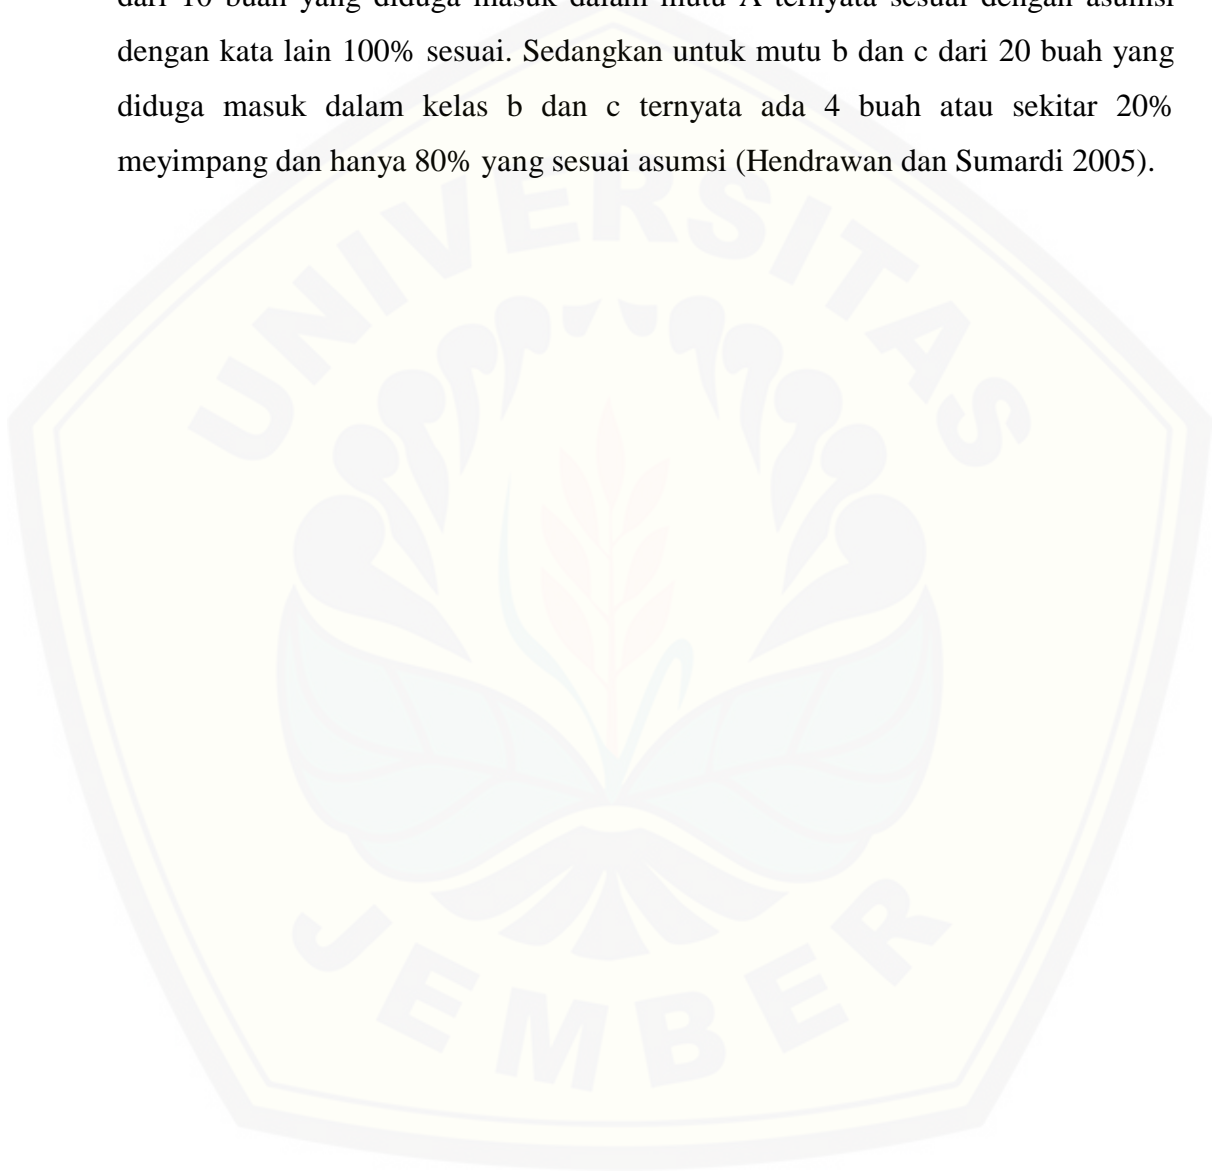 dari 10 buah yang diduga masuk dalam mutu A ternyata sesuai dengan asumsi
dengan kata lain 100% sesuai. Sedangkan untuk mutu b dan c dari 20 buah yang
diduga masuk dalam kelas b dan c ternyata ada 4 buah atau sekitar 20%
meyimpang dan hanya 80% yang sesuai asumsi (Hendrawan dan Sumardi 2005).
UNIVERSITAS
JEMBER